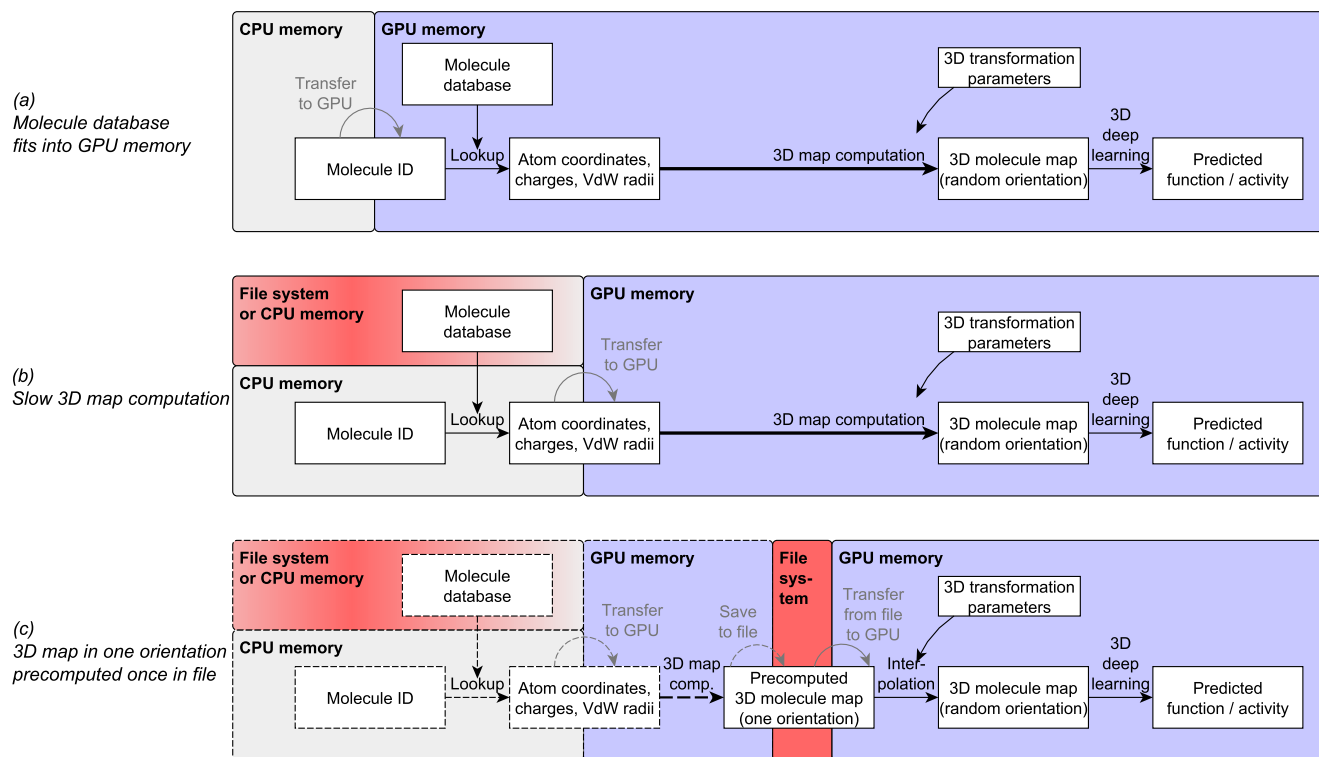 (a)
Molecule database
fits into GPU memory
CPU memory
GPU memory
Transfer
to GPU
Molecule
database
Molecule ID
Lookup
Atom coordinates,
charges, VdW radii
3D map computation
3D transformation
parameters
3D molecule map
(random orientation)
3D
deep
learning
Predicted
function / activity
(b)
Slow 3D map computation
File system
or CPU memory
Molecule
database
CPU memory
GPU memory
Molecule ID
Lookup
Transfer
to GPU
Atom coordinates,
charges, VdW radii
3D map computation
3D transformation
parameters
3D molecule map
(random orientation)
3D
deep
learning
Predicted
function / activity
(c)
3D map in one orientation
precomputed once in file
File system
or CPU memory
Molecule
database
CPU memory
Molecule ID
Lookup
GPU memory
Transfer
to GPU
Atom coordinates,
charges, VdW radii
3D map
comp.
Save
to file
File
sys-
tem
Precomputed
3D molecule map
(one orientation)
GPU memory
Transfer
from file
to GPU
Inter-
polation
3D transformation
parameters
3D molecule map
(random orientation)
3D
deep
learning
Predicted
function / activity